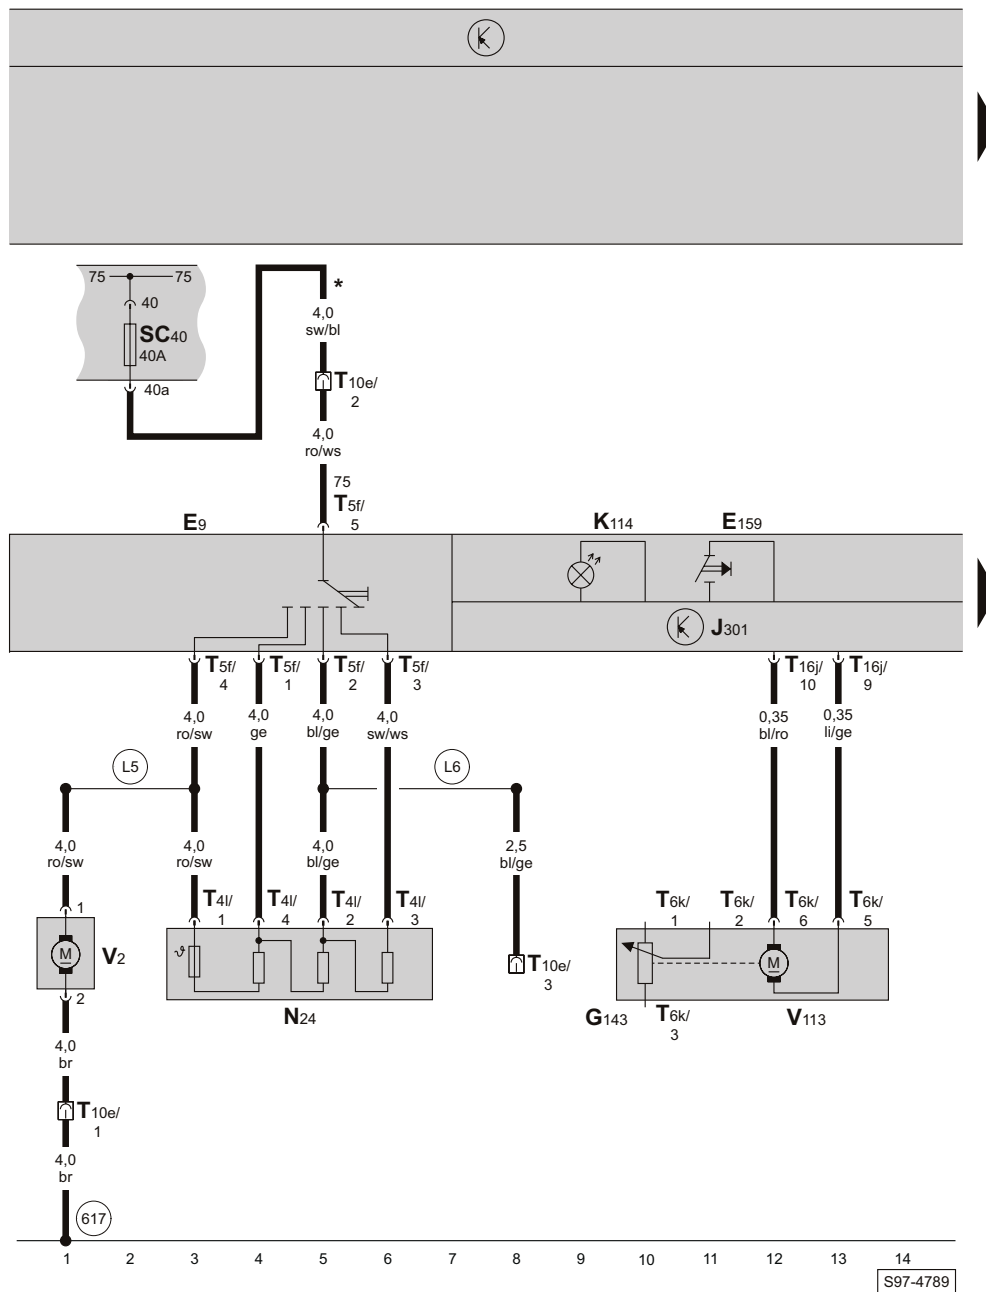 75 75
40
SC40
40A
40a
*
4,0
sw/bl
T10e/
2
4,0
ro/ws
75
T5f/
5
E9 K114 E159
J301
T5f/ T5f/ T5f/ T5f/ T16j/ T16j/
4 1 2 3 10 9
4,0 4,0 4,0 4,0 0,35 0,35
ro/sw ge bl/ge sw/ws bl/ro li/ge
L5 L6
4,0 4,0 4,0 2,5
ro/sw ro/sw bl/ge bl/ge
T4l/ T4l/ T4l/ T4l/ T6k/ T6k/ T6k/ T6k/
1 1 4 2 3 1 2 6 5
M V2 ϑ T10e/ M
3
2 N24 G143 T6k/ V113
3
4,0
br
T10e/
1
4,0
br
617
1 2 3 4 5 6 7 8 9 10 11 12 13 14
S97-4789